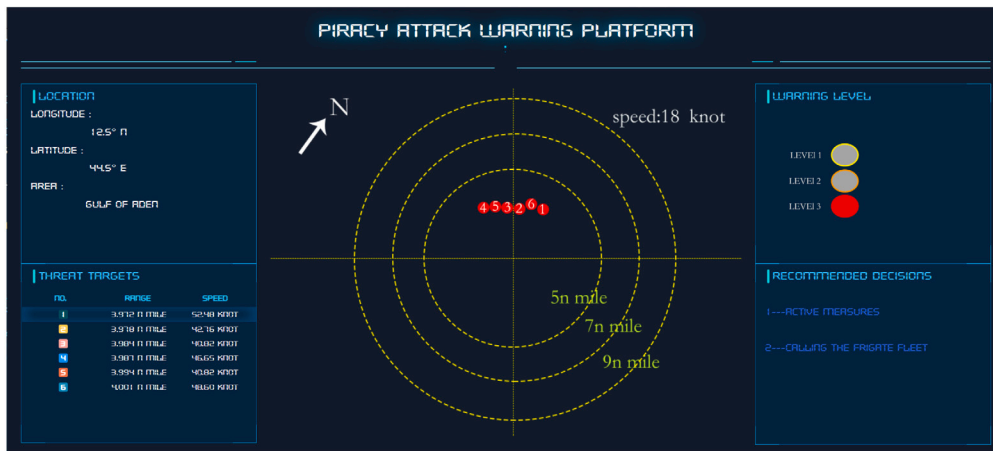 PIRACY ATTACK WARNING PLATFORM
LOCATION
LONGITUDE :
12.5° N
LATITUDE :
44.5° E
AREA :
GULF OF ADEN
THREAT TARGETS
NO. RANGE SPEED
1 3.972 N MILE 52.48 KNOT
2 3.978 N MILE 42.76 KNOT
3 3.984 N MILE 40.82 KNOT
4 3.987 N MILE 46.65 KNOT
5 3.994 N MILE 40.82 KNOT
6 4.001 N MILE 48.60 KNOT
N
speed:18 knot
4 5 3 2 6 1
5n mile
7n mile
9n mile
WARNING LEVEL
LEVEL 1
LEVEL 2
LEVEL 3
RECOMMENDED DECISIONS
1---ACTIVE MEASURES
2---CALLING THE FRIGATE FLEET